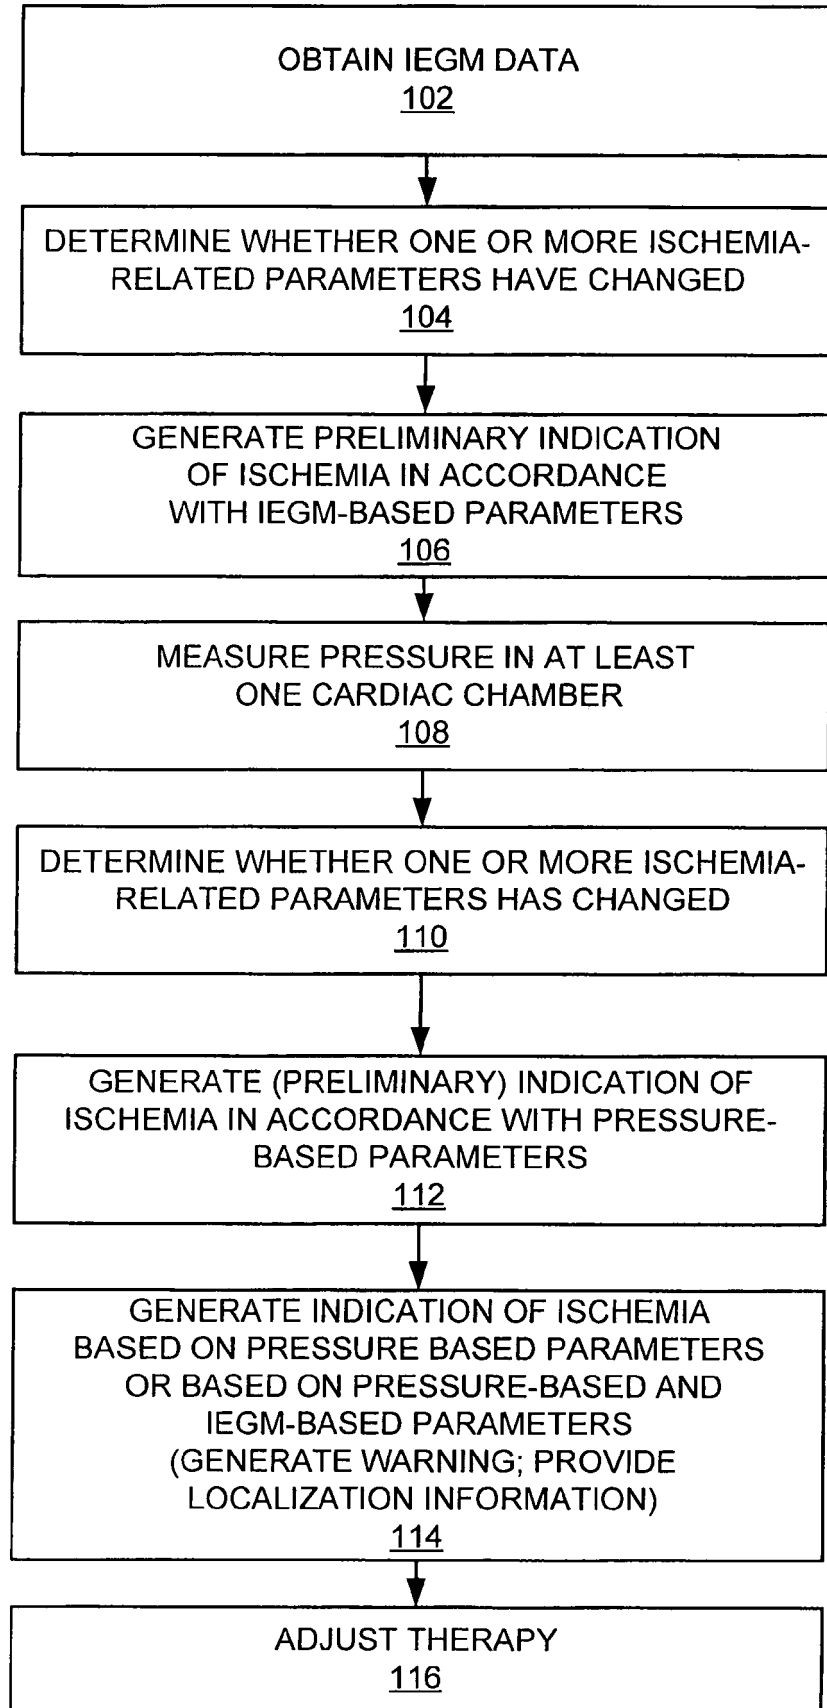 OBTAIN IEGM DATA
102
DETERMINE WHETHER ONE OR MORE ISCHEMIA-
RELATED PARAMETERS HAVE CHANGED
104
GENERATE PRELIMINARY INDICATION
OF ISCHEMIA IN ACCORDANCE
WITH IEGM-BASED PARAMETERS
106
MEASURE PRESSURE IN AT LEAST
ONE CARDIAC CHAMBER
108
DETERMINE WHETHER ONE OR MORE ISCHEMIA-
RELATED PARAMETERS HAS CHANGED
110
GENERATE (PRELIMINARY) INDICATION OF
ISCHEMIA IN ACCORDANCE WITH PRESSURE-
BASED PARAMETERS
112
GENERATE INDICATION OF ISCHEMIA
BASED ON PRESSURE BASED PARAMETERS
OR BASED ON PRESSURE-BASED AND
IEGM-BASED PARAMETERS
(GENERATE WARNING; PROVIDE
LOCALIZATION INFORMATION)
114
ADJUST THERAPY
116